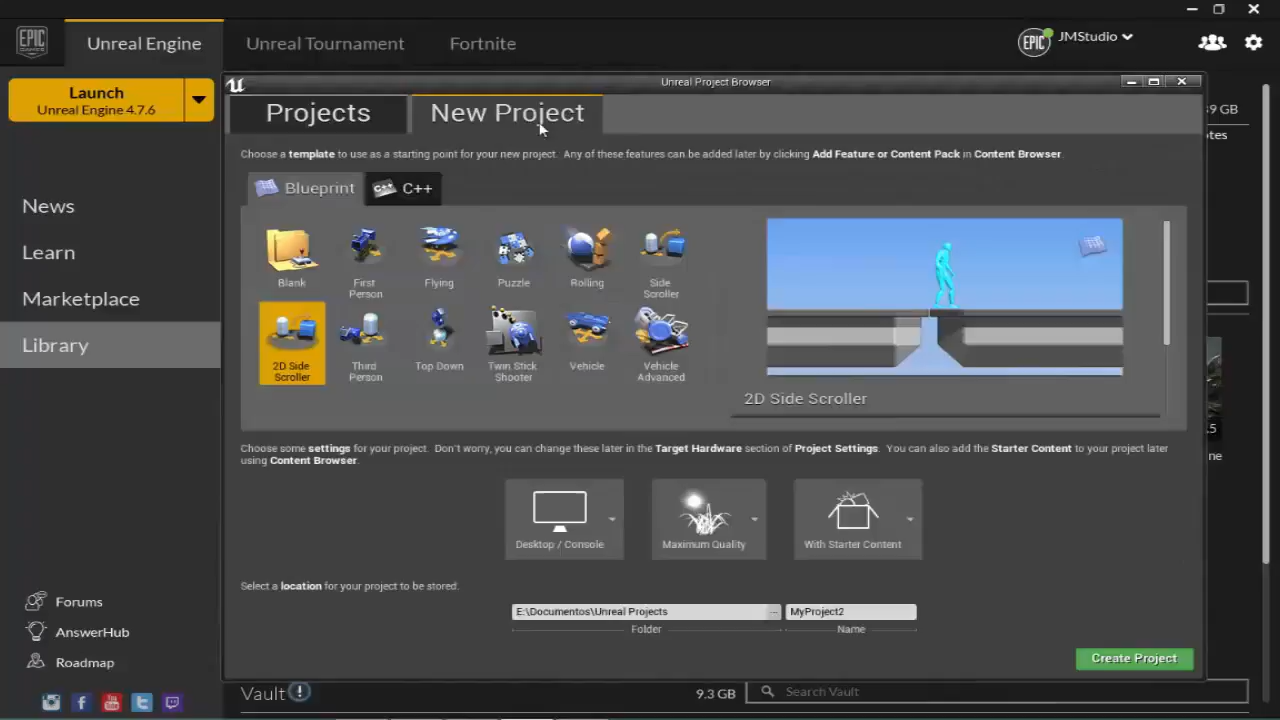 EPIC
Unreal Engine
Unreal Tournament
Fortnite
EPIC
JMStudio
Launch
Unreal Engine 4.7.6
News
Learn
Marketplace
Library
Forums
AnswerHub
Roadmap
Unreal Project Browser
Projects
New Project
Choose a template to use as a starting point for your new project. Any of these features can be added later by clicking Add Feature or Content Pack in Content Browser.
Blueprint
C++
Blank
First
Person
Flying
Puzzle
Rolling
Side
Scroller
2D Side
Scroller
Third
Person
Top Down
Twin Stick
Shooter
Vehicle
Vehicle
Advanced
2D Side Scroller
Choose some settings for your project. Don't worry, you can change these later in the Target Hardware section of Project Settings. You can also add the Starter Content to your project later
using Content Browser.
Desktop / Console
Maximum Quality
With Starter Content
Select a location for your project to be stored.
E:\Documentos\Unreal Projects
...
MyProject2
Folder
Name
Create Project
Vault
9.3 GB
Search Vault